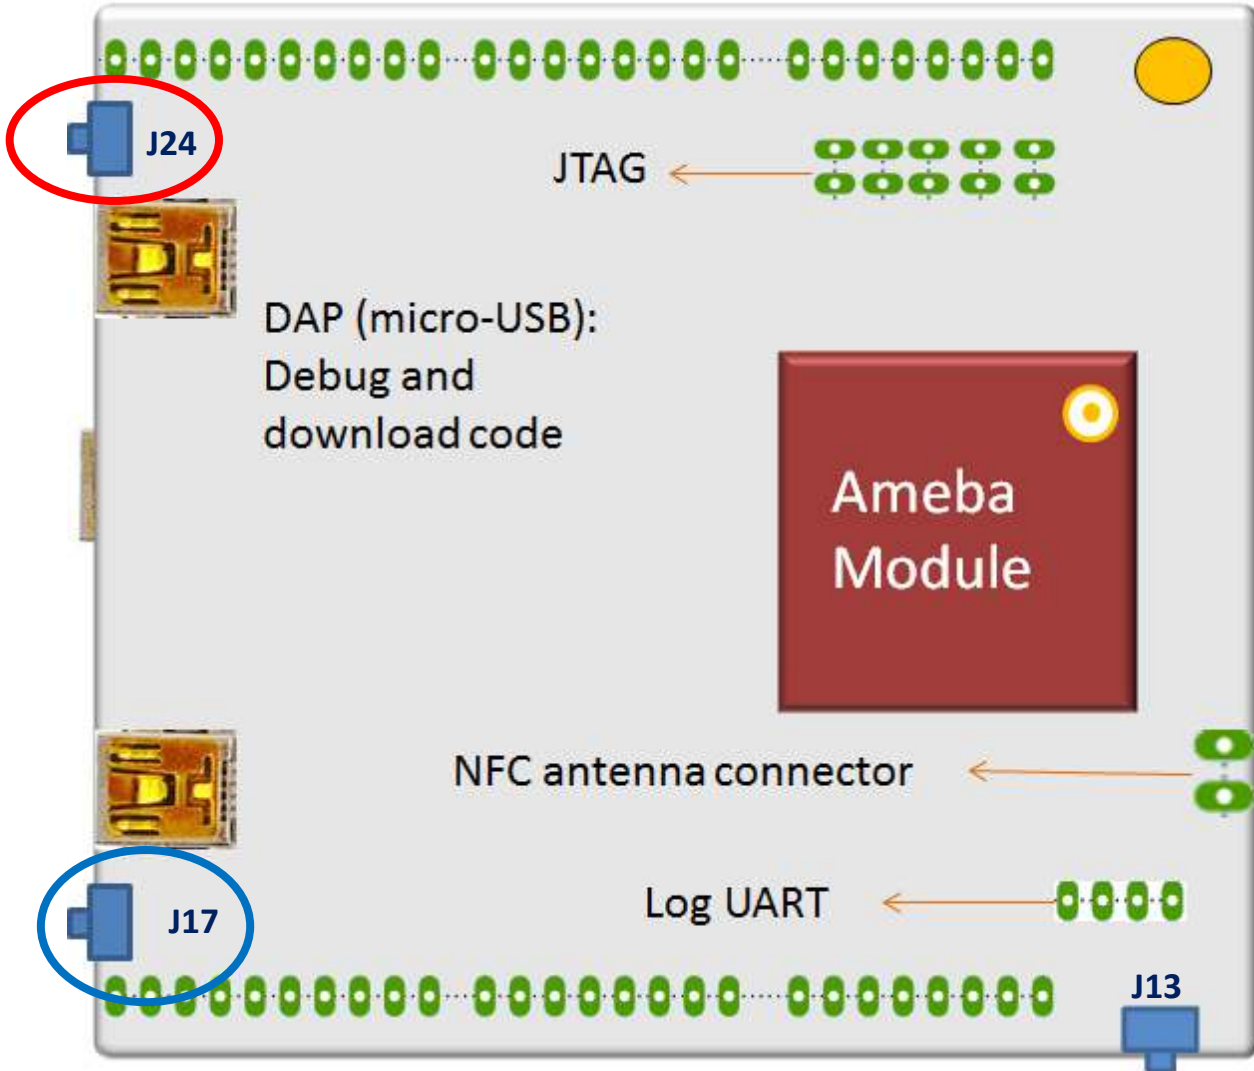 J24
JTAG
DAP (micro-USB):
Debug and
download code
Ameba
Module
NFC antenna connector
Log UART
J17
J13